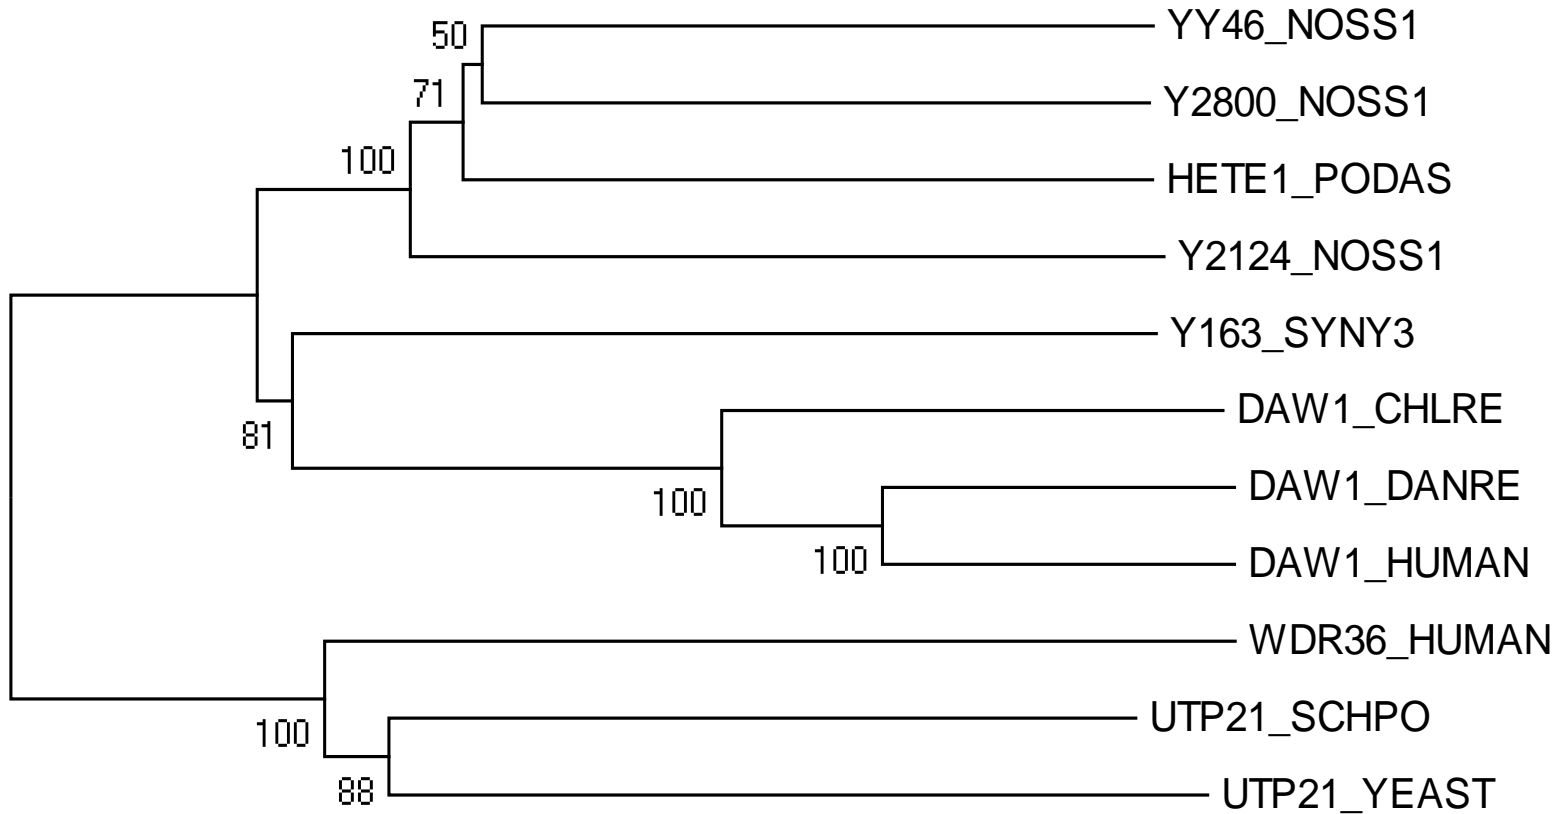 YY46_NOSS1
50
71
Y2800_NOSS1
100
HETE1_PODAS
Y2124_NOSS1
Y163_SYNY3
DAW1_CHLRE
81
DAW1_DANRE
100
DAW1_HUMAN
100
WDR36_HUMAN
UTP21_SCHPO
100
UTP21_YEAST
88